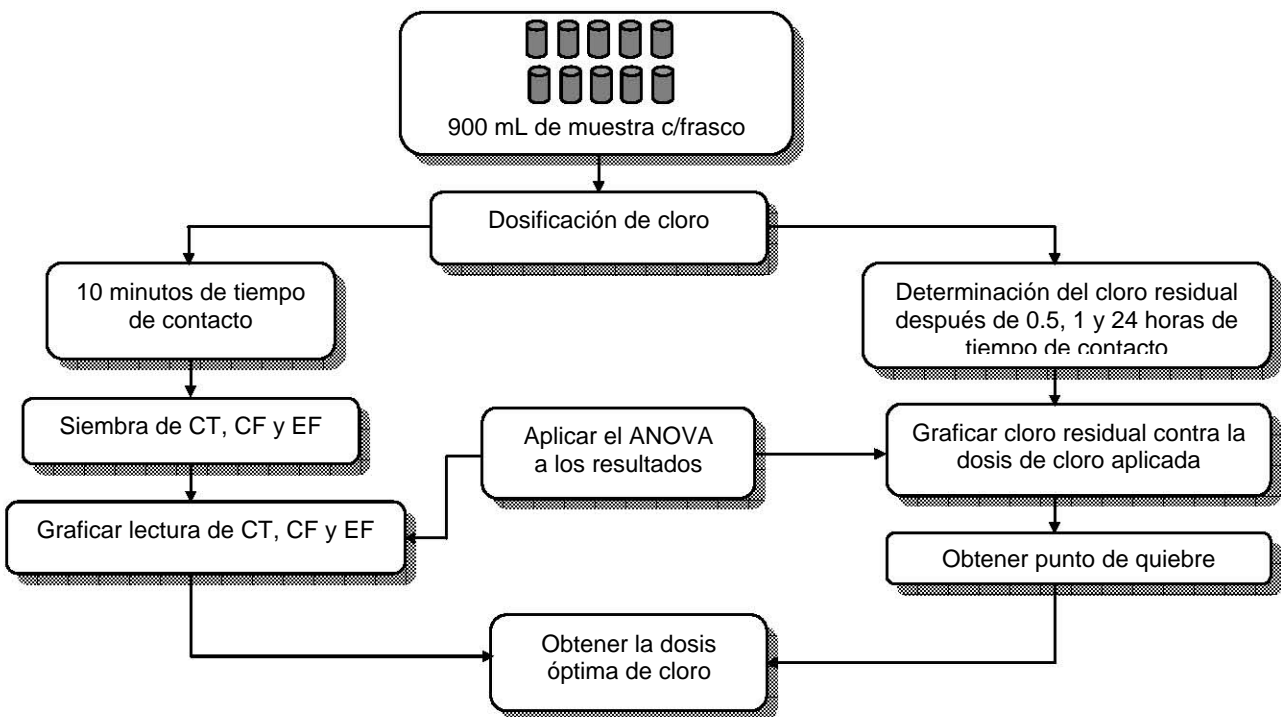 900 mL de muestra c/frasco
Dosificación de cloro
10 minutos de tiempo
de contacto
Determinación del cloro residual
después de 0.5, 1 y 24 horas de
tiempo de contacto
Siembra de CT, CF y EF
Aplicar el ANOVA
a los resultados
Graficar cloro residual contra la
dosis de cloro aplicada
Graficar lectura de CT, CF y EF
Obtener punto de quiebre
Obtener la dosis
óptima de cloro